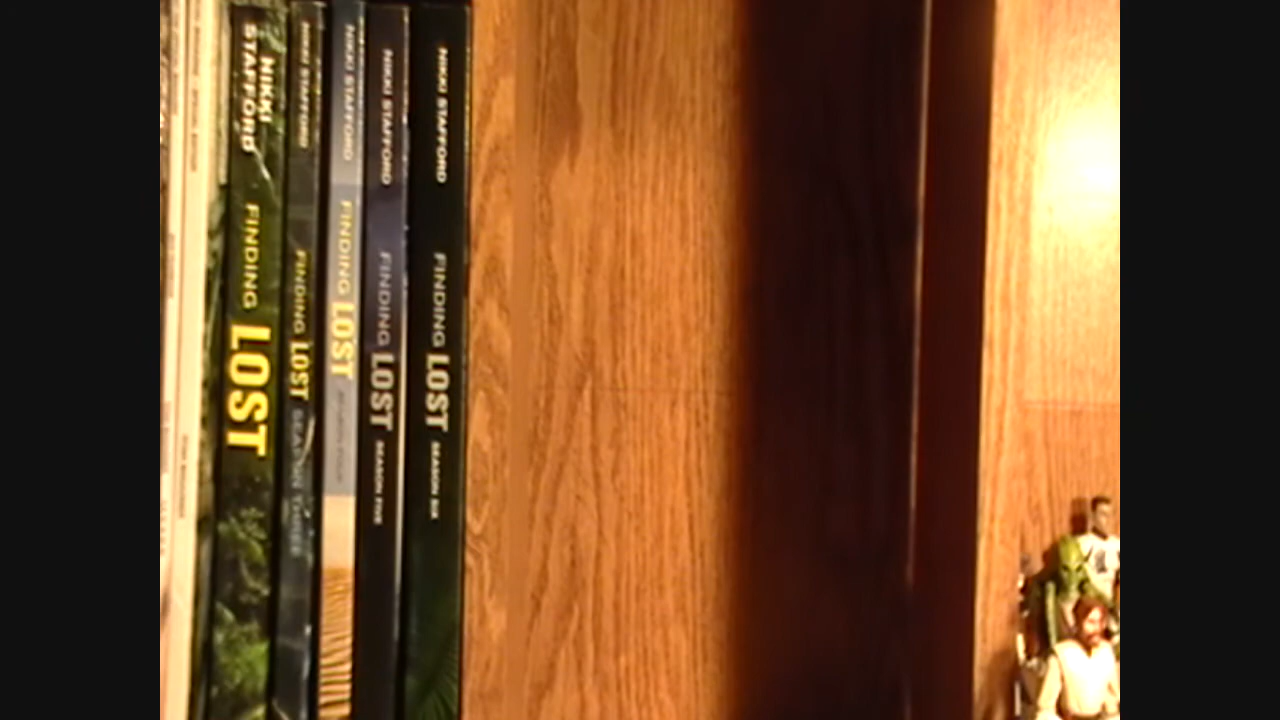 NIKKI
STAFFORD
FINDING LOST
NIKKI STAFFORD FINDING LOST SEASON THREE
NIKKI STAFFORD FINDING LOST
NIKKI STAFFORD FINDING LOST SEASON FIVE
NIKKI STAFFORD FINDING LOST SEASON SIX